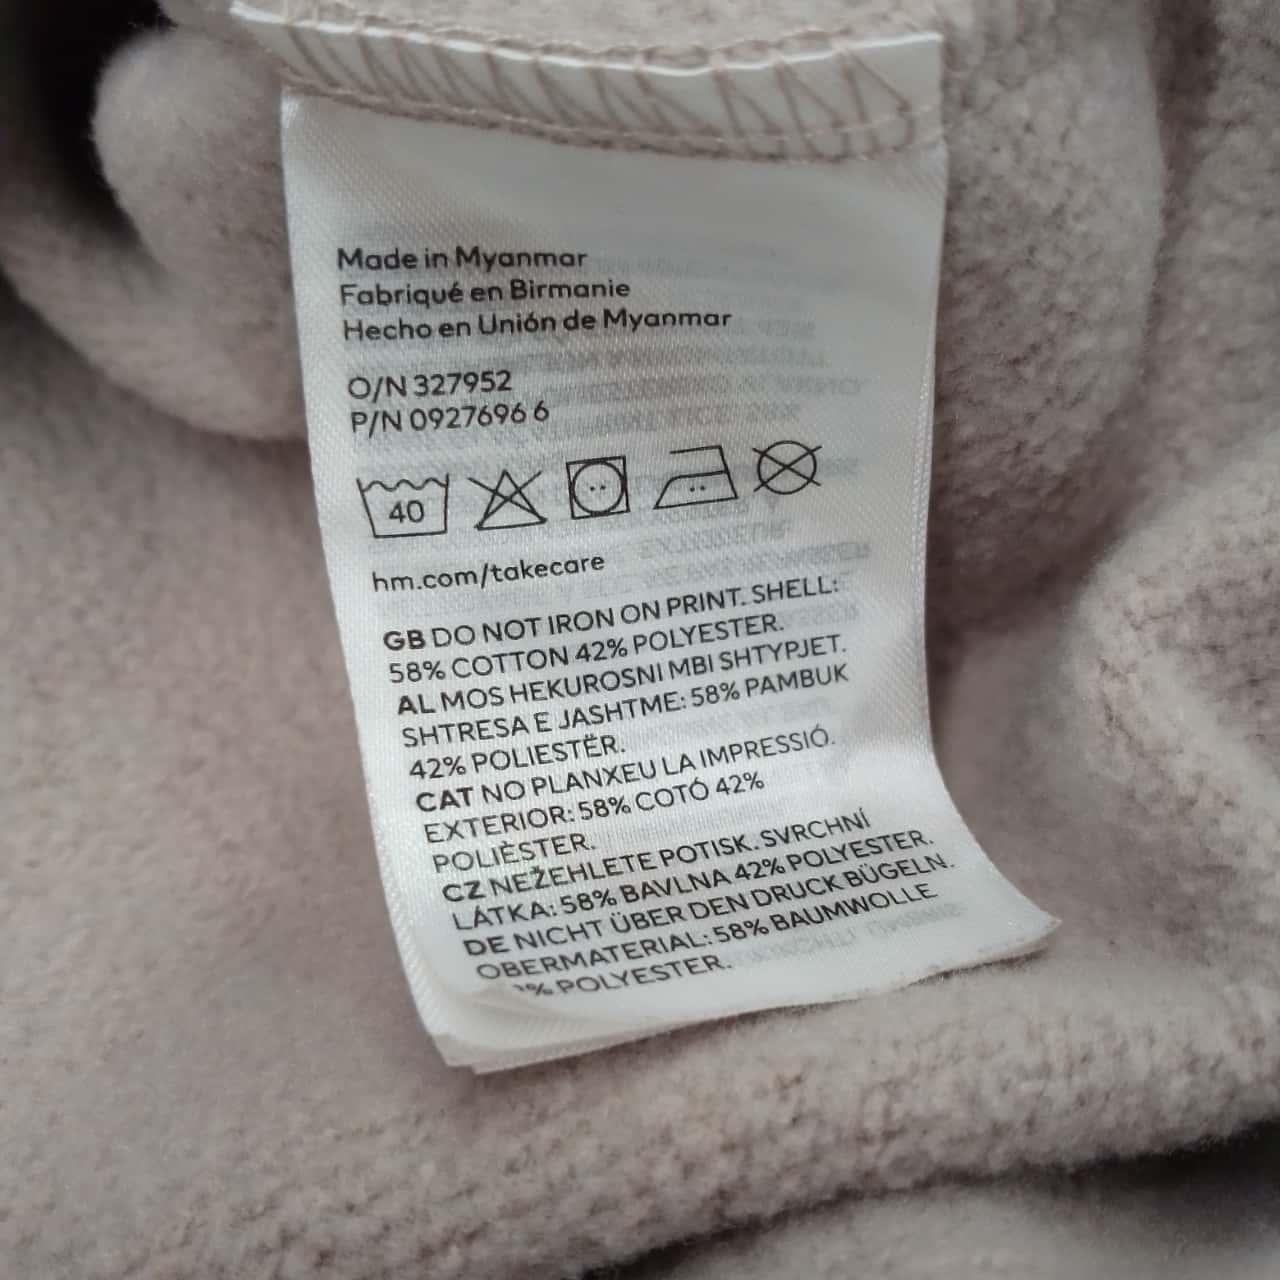 Made in Myanmar
Fabriqué en Birmanie
Hecho en Unión de Myanmar
O/N 327952
P/N 0927696 6
40
hm.com/takecare
GB DO NOT IRON ON PRINT. SHELL:
58% COTTON 42% POLYESTER.
AL MOS HEKUROSNI MBI SHTYPJET.
SHTRESA E JASHTME: 58% PAMBUK
42% POLIESTËR.
CAT NO PLANXEU LA IMPRESSIÓ.
EXTERIOR: 58% COTÓ 42%
POLIÈSTER.
CZ NEŽEHLETE POTISK. SVRCHNÍ
LÁTKA: 58% BAVLNA 42% POLYESTER.
DE NICHT ÜBER DEN DRUCK BÜGELN.
OBERMATERIAL: 58% BAUMWOLLE
% POLYESTER.